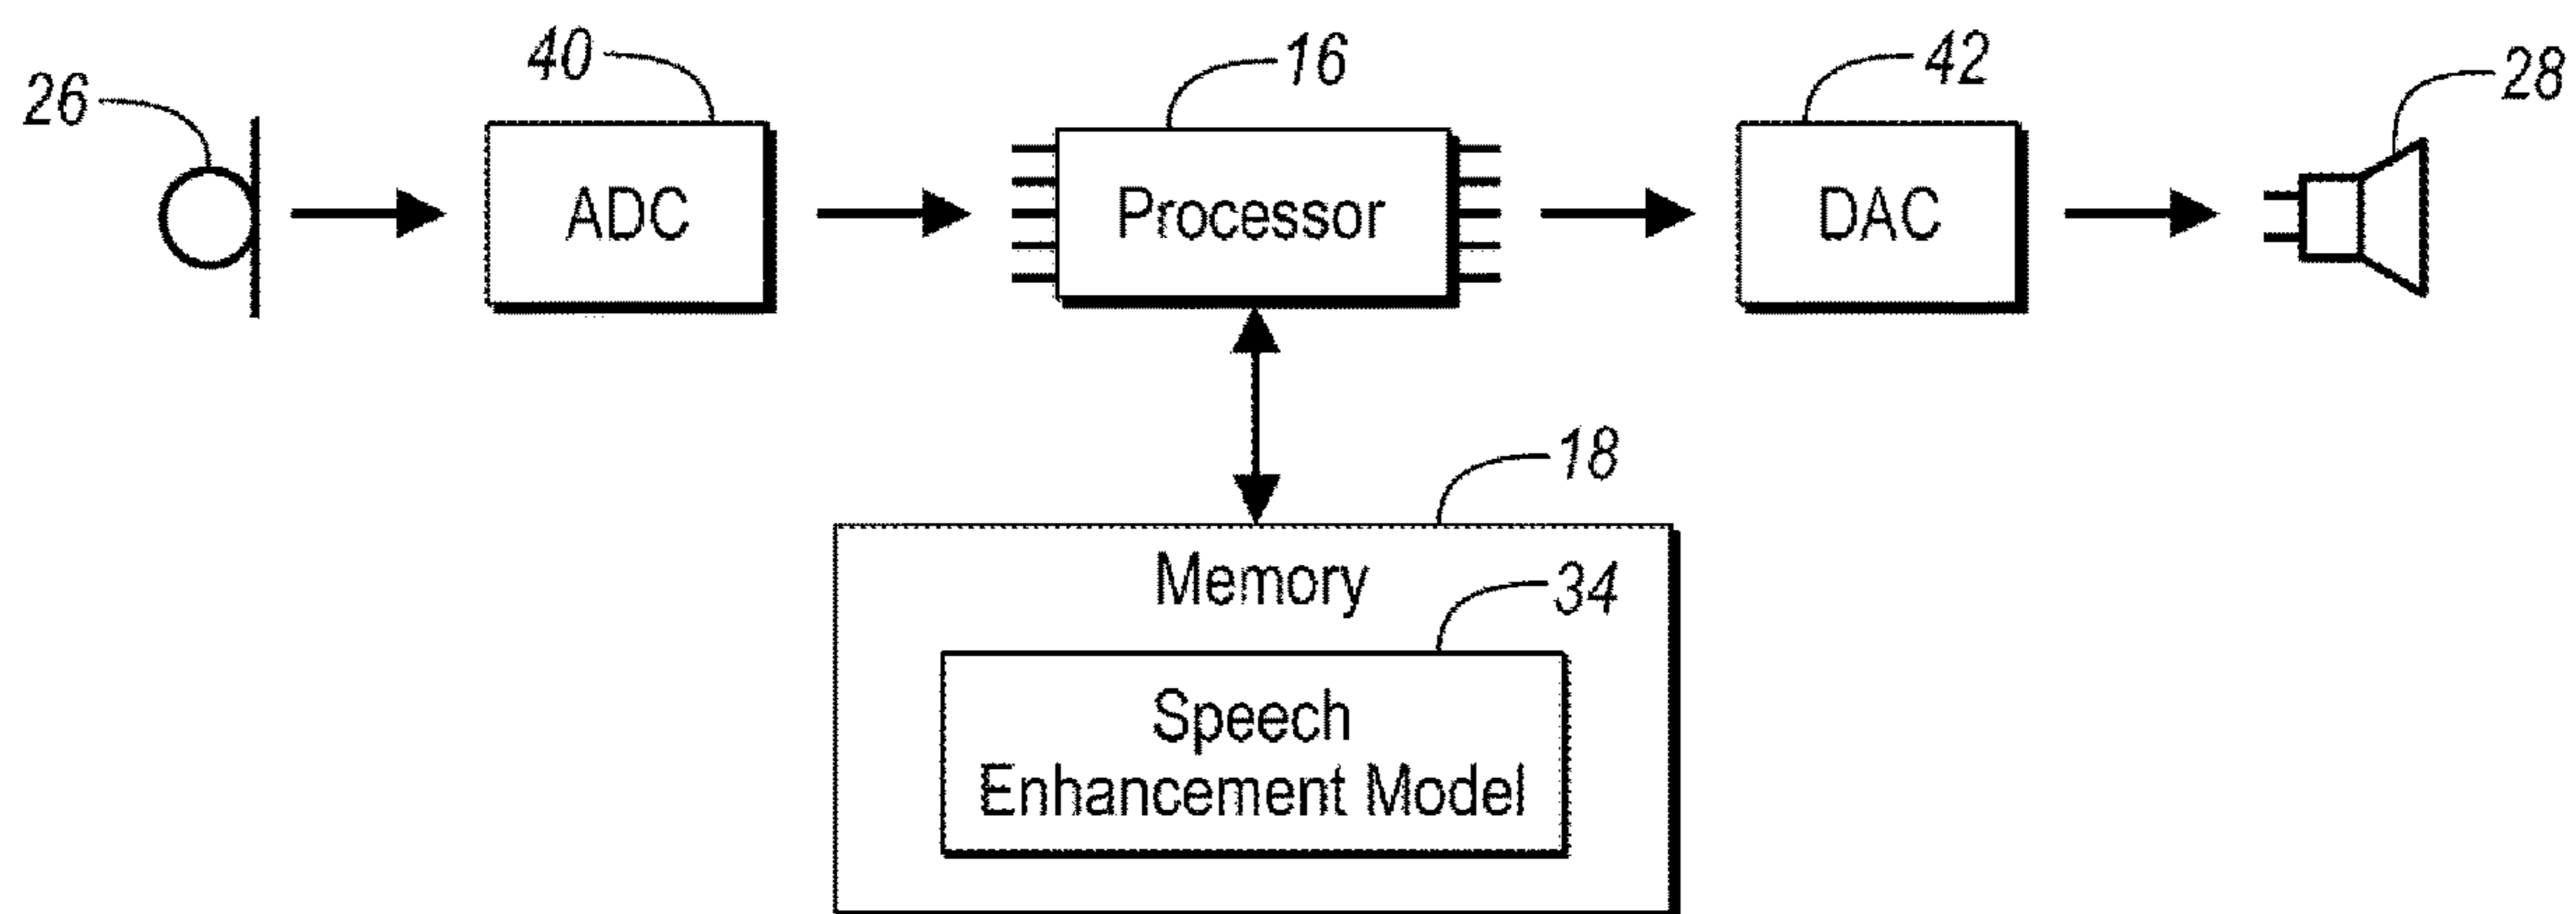 26
40
16
42
28
ADC
Processor
DAC
18
Memory
34
Speech
Enhancement Model